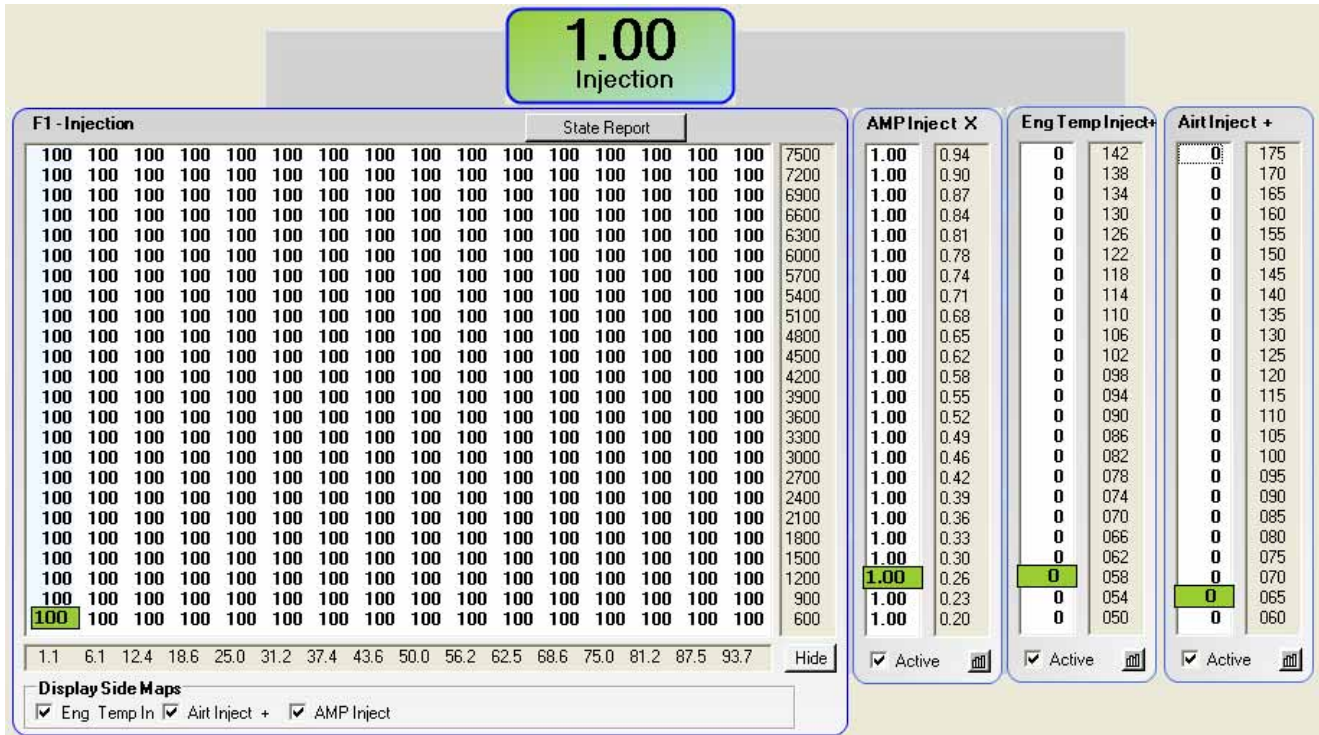 1.00
Injection
F1 - Injection State Report AMP Inject X Eng Temp Inject+ Airt Inject +
100 100 100 100 100 100 100 100 100 100 100 100 100 100 100 100 7500 1.00 0.94 0 142 0 175
100 100 100 100 100 100 100 100 100 100 100 100 100 100 100 100 7200 1.00 0.90 0 138 0 170
100 100 100 100 100 100 100 100 100 100 100 100 100 100 100 100 6900 1.00 0.87 0 134 0 165
100 100 100 100 100 100 100 100 100 100 100 100 100 100 100 100 6600 1.00 0.84 0 130 0 160
100 100 100 100 100 100 100 100 100 100 100 100 100 100 100 100 6300 1.00 0.81 0 126 0 155
100 100 100 100 100 100 100 100 100 100 100 100 100 100 100 100 6000 1.00 0.78 0 122 0 150
100 100 100 100 100 100 100 100 100 100 100 100 100 100 100 100 5700 1.00 0.74 0 118 0 145
100 100 100 100 100 100 100 100 100 100 100 100 100 100 100 100 5400 1.00 0.71 0 114 0 140
100 100 100 100 100 100 100 100 100 100 100 100 100 100 100 100 5100 1.00 0.68 0 110 0 135
100 100 100 100 100 100 100 100 100 100 100 100 100 100 100 100 4800 1.00 0.65 0 106 0 130
100 100 100 100 100 100 100 100 100 100 100 100 100 100 100 100 4500 1.00 0.62 0 102 0 125
100 100 100 100 100 100 100 100 100 100 100 100 100 100 100 100 4200 1.00 0.58 0 098 0 120
100 100 100 100 100 100 100 100 100 100 100 100 100 100 100 100 3900 1.00 0.55 0 094 0 115
100 100 100 100 100 100 100 100 100 100 100 100 100 100 100 100 3600 1.00 0.52 0 090 0 110
100 100 100 100 100 100 100 100 100 100 100 100 100 100 100 100 3300 1.00 0.49 0 086 0 105
100 100 100 100 100 100 100 100 100 100 100 100 100 100 100 100 3000 1.00 0.46 0 082 0 100
100 100 100 100 100 100 100 100 100 100 100 100 100 100 100 100 2700 1.00 0.42 0 078 0 095
100 100 100 100 100 100 100 100 100 100 100 100 100 100 100 100 2400 1.00 0.39 0 074 0 090
100 100 100 100 100 100 100 100 100 100 100 100 100 100 100 100 2100 1.00 0.36 0 070 0 085
100 100 100 100 100 100 100 100 100 100 100 100 100 100 100 100 1800 1.00 0.33 0 066 0 080
100 100 100 100 100 100 100 100 100 100 100 100 100 100 100 100 1500 1.00 0.30 0 062 0 075
100 100 100 100 100 100 100 100 100 100 100 100 100 100 100 100 1200 1.00 0.26 0 058 0 070
100 100 100 100 100 100 100 100 100 100 100 100 100 100 100 100 900 1.00 0.23 0 054 0 065
100 100 100 100 100 100 100 100 100 100 100 100 100 100 100 100 600 1.00 0.20 0 050 0 060
1.1 6.1 12.4 18.6 25.0 31.2 37.4 43.6 50.0 56.2 62.5 68.6 75.0 81.2 87.5 93.7 Hide Active Active Active
Display Side Maps
Eng Temp In Airt Inject + AMP Inject